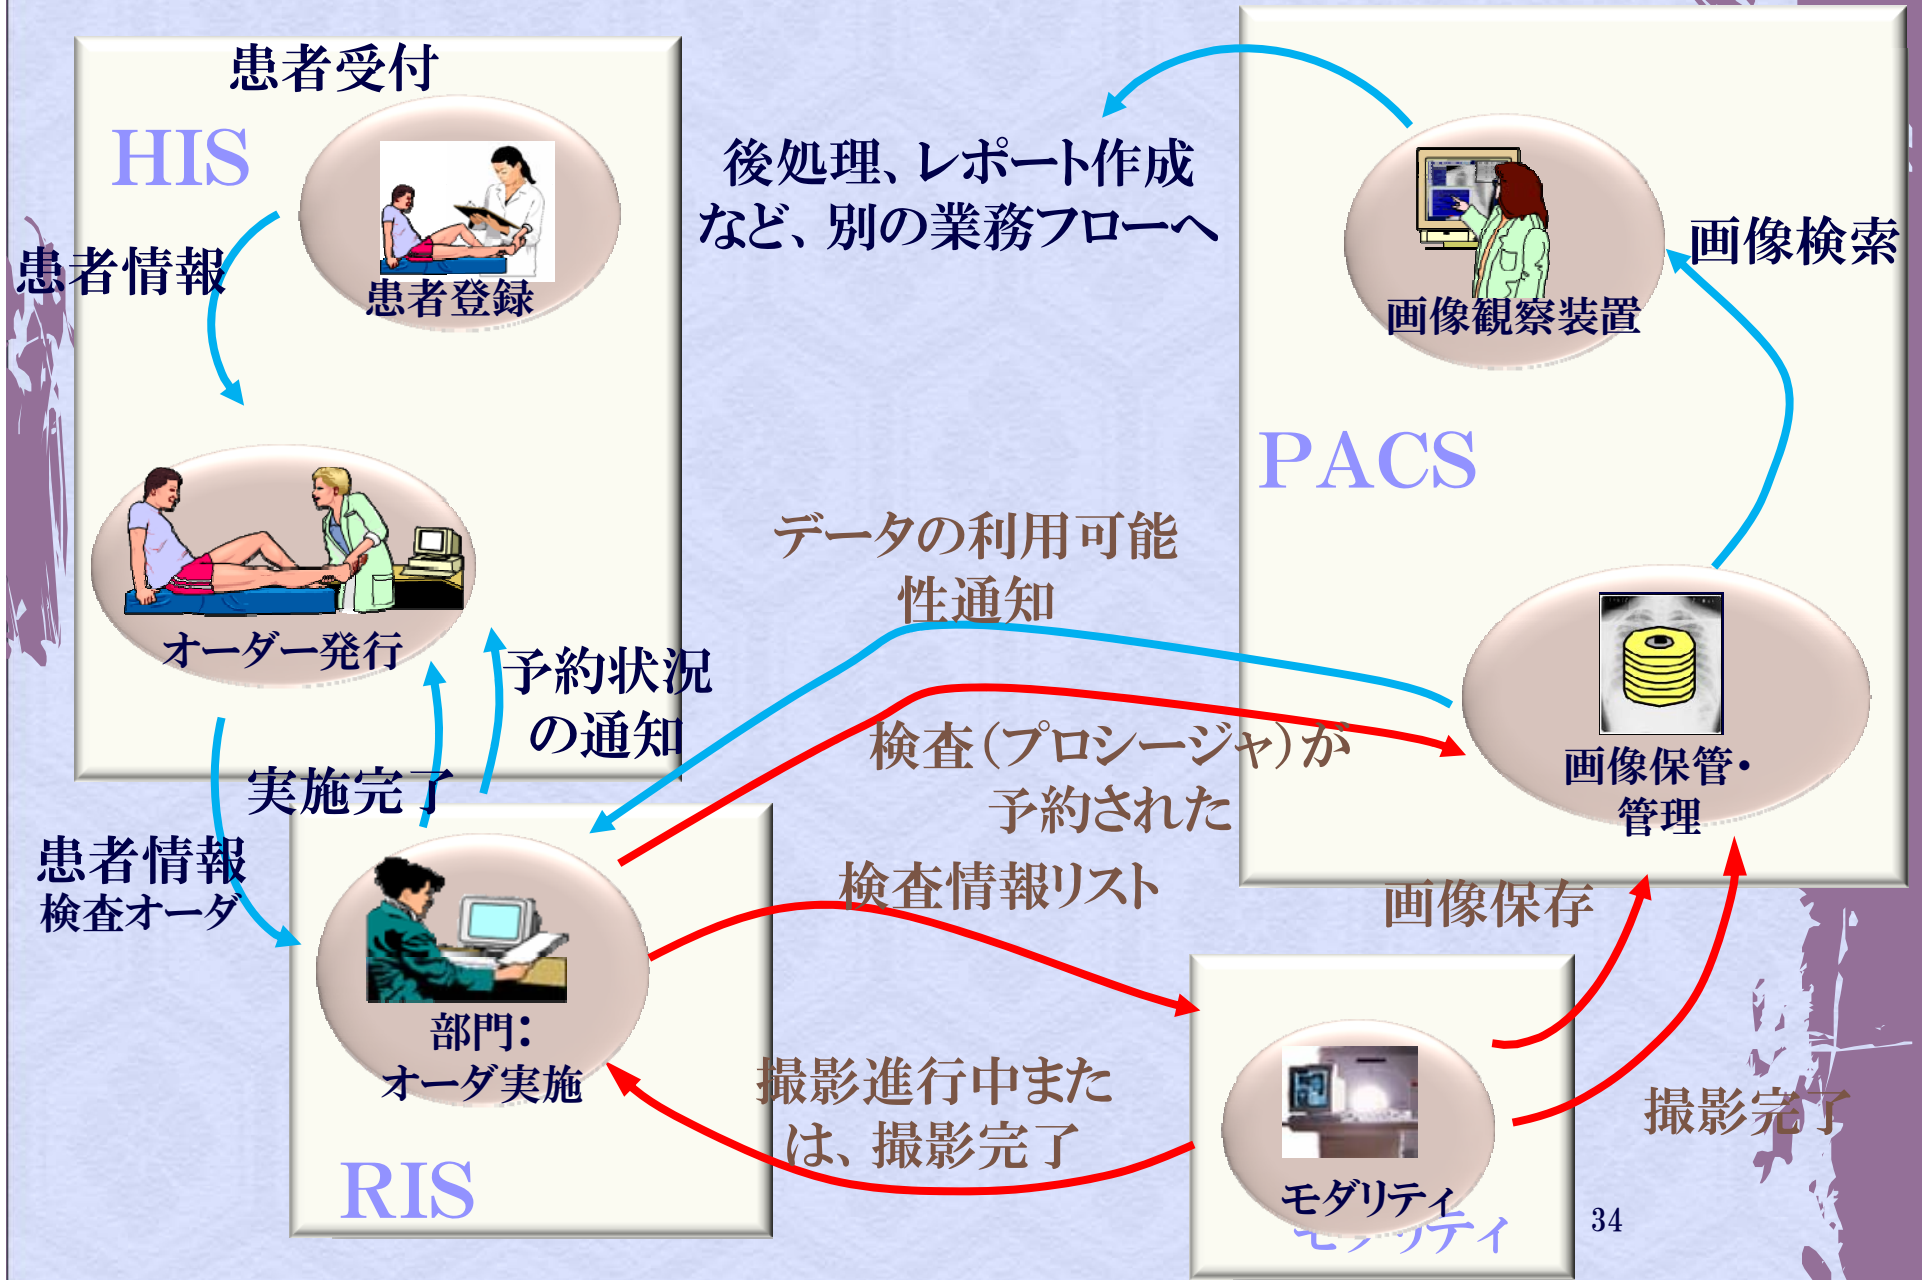 患者受付
HIS
患者登録
患者情報
オーダー発行
予約状況
の通知
実施完了
患者情報
検査オーダ
部門：
オーダ実施
RIS
後処理、レポート作成
など、別の業務フローへ
画像観察装置
画像検索
PACS
データの利用可能
性通知
検査（プロシージャ）が
予約された
画像保管・
管理
検査情報リスト
画像保存
撮影進行中また
は、撮影完了
撮影完了
モダリティ
モダリティ
34